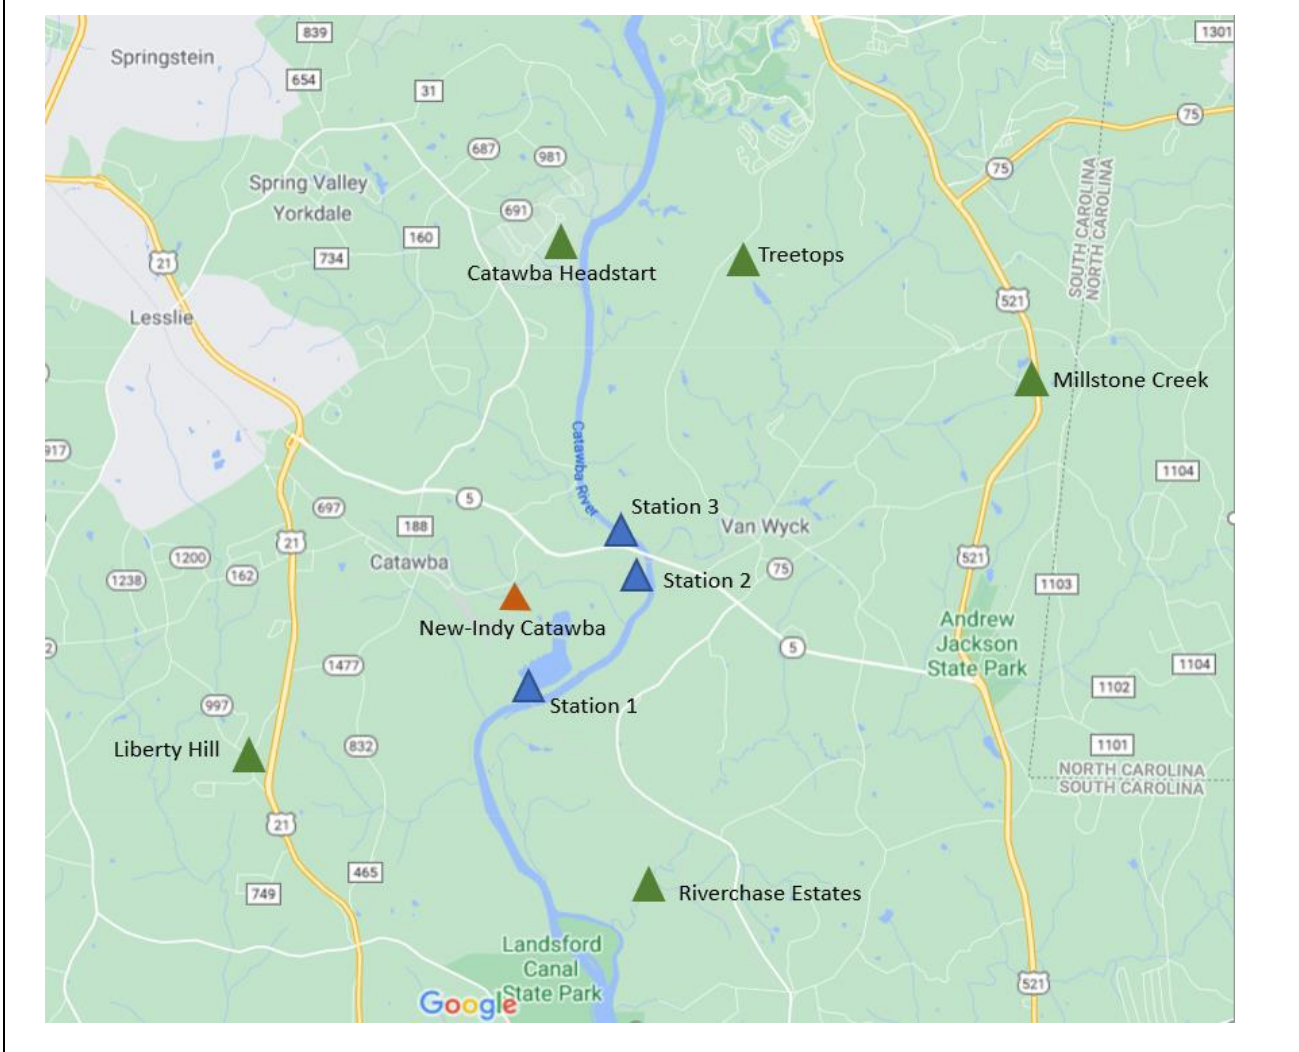 839
1301
Springstein
654
31
75
687
981
75
Spring Valley
Yorkdale
691
SOUTH CAROLINA
NORTH CAROLINA
160
734
21
Catawba Headstart
Treetops
521
Lesslie
Millstone Creek
917
Catawba River
1104
5
697
Station 3
188
Van Wyck
21
1200
Catawba
521
1238
162
75
Station 2
1103
New-Indy Catawba
Andrew
Jackson
State Park
2
5
1477
1104
1102
997
Station 1
Liberty Hill
832
1101
NORTH CAROLINA
SOUTH CAROLINA
21
465
749
Riverchase Estates
Landsford
Canal
State Park
Google
521